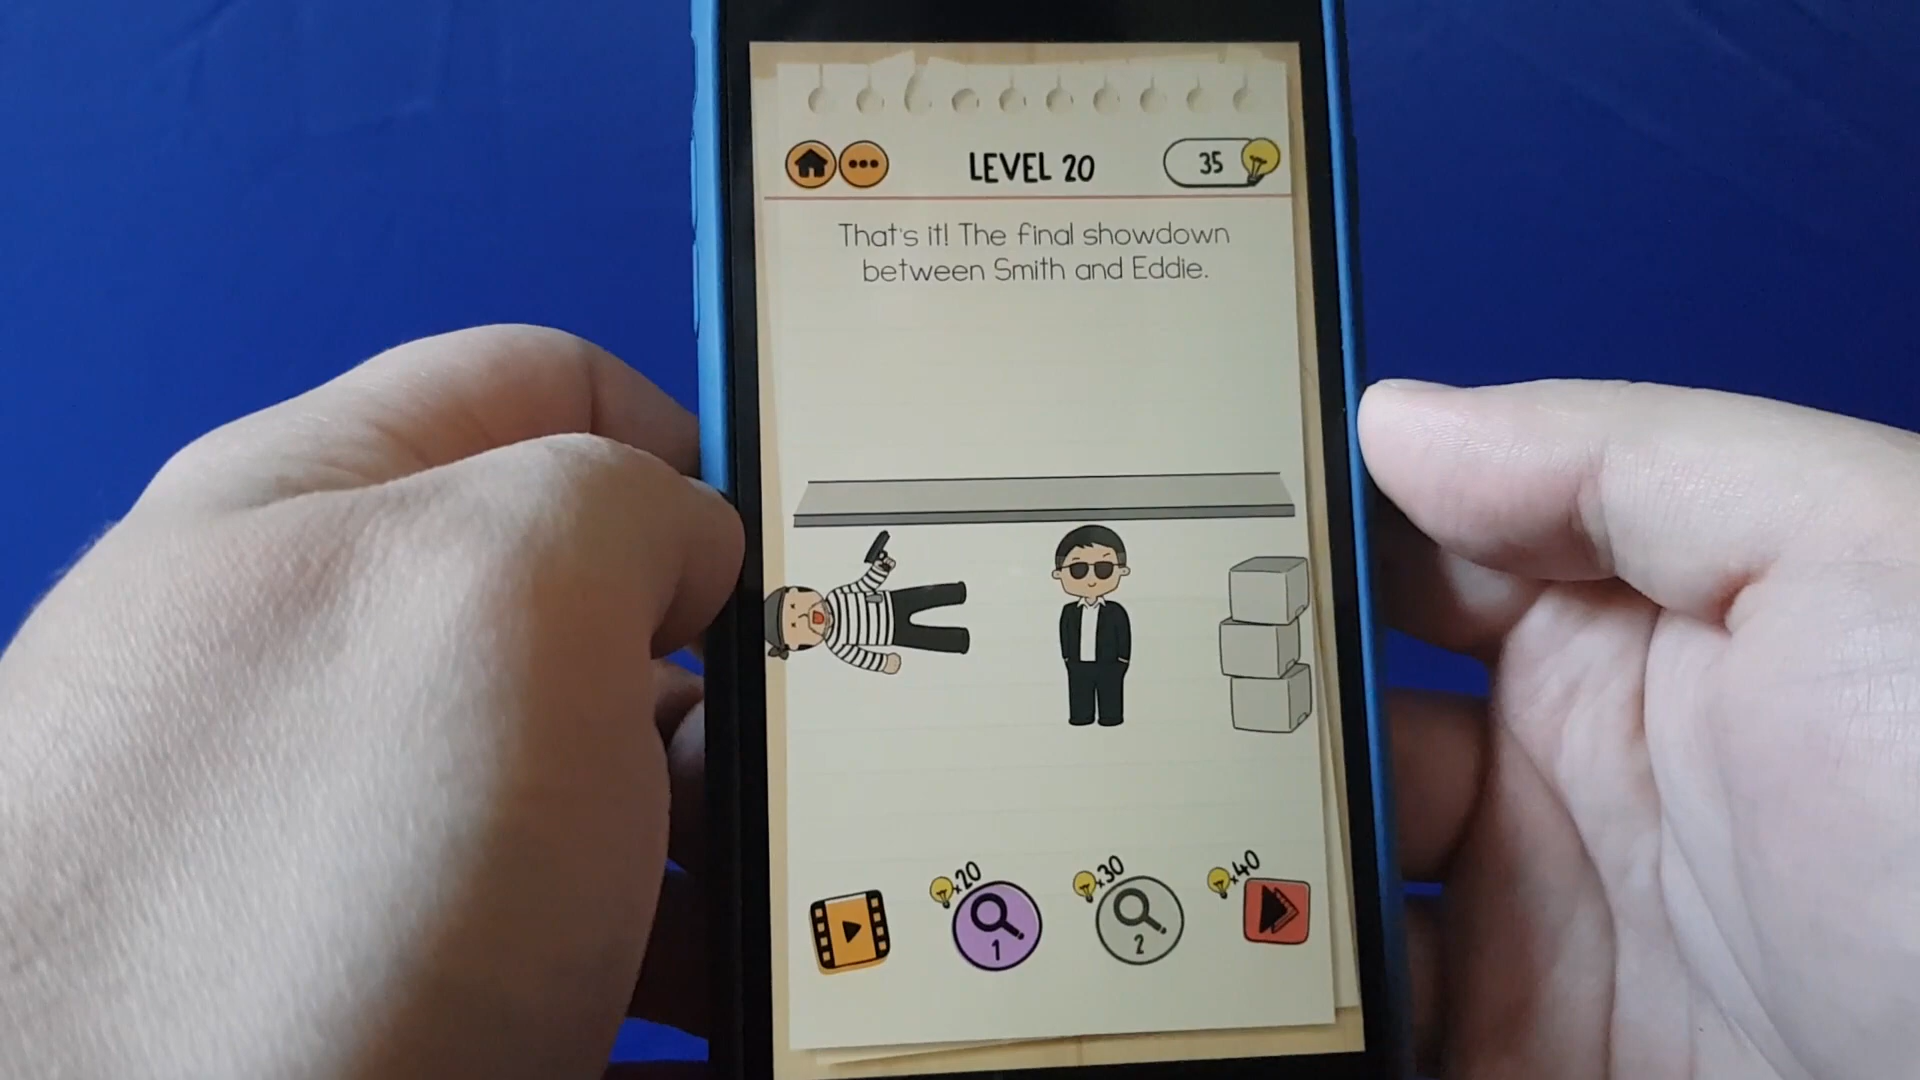 LEVEL 20
35
That's it! The final showdown
between Smith and Eddie.
x20
x30
x40
1
2